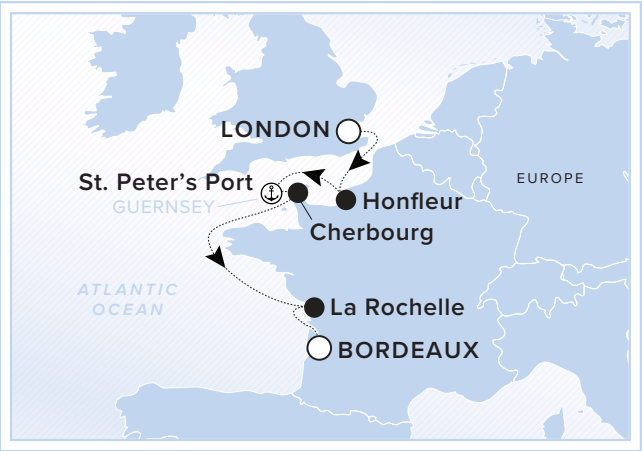 LONDON
EUROPE
St. Peter's Port
GUERNSEY
Honfleur
Cherbourg
ATLANTIC
OCEAN
La Rochelle
BORDEAUX